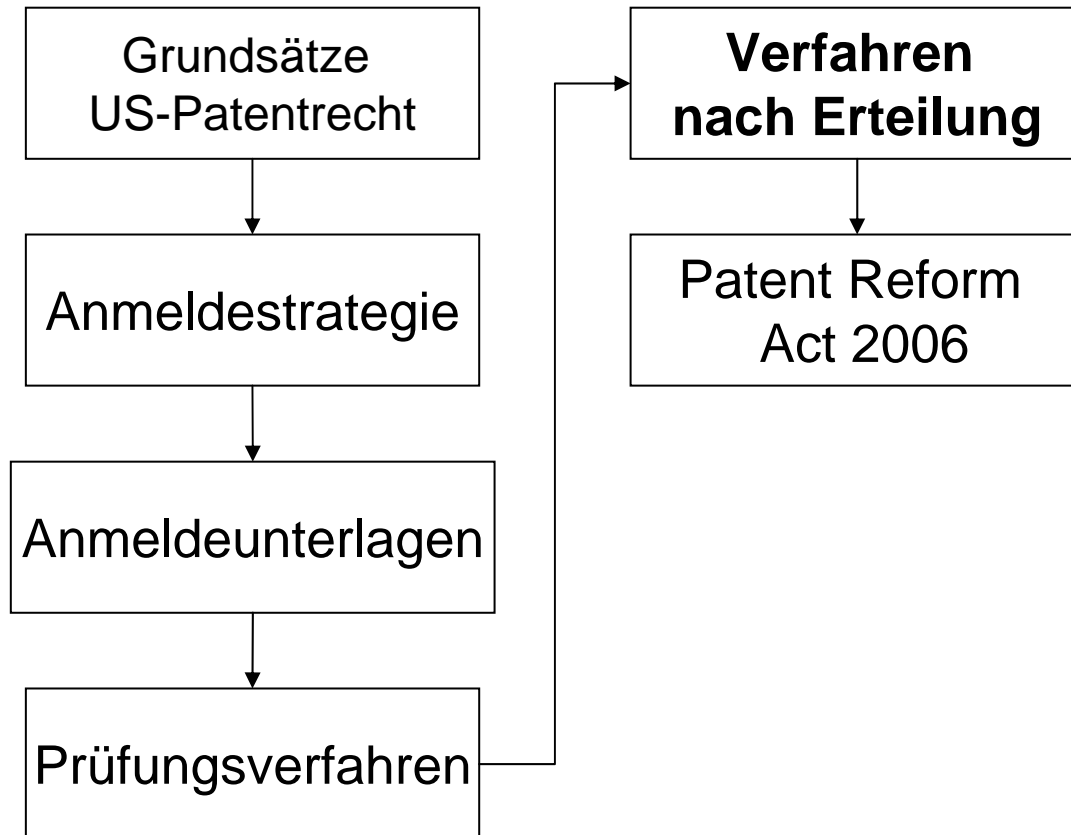 Grundsätze
US-Patentrecht
Anmeldestrategie
Anmeldeunterlagen
Prüfungsverfahren
Verfahren
nach Erteilung
Patent Reform
Act 2006